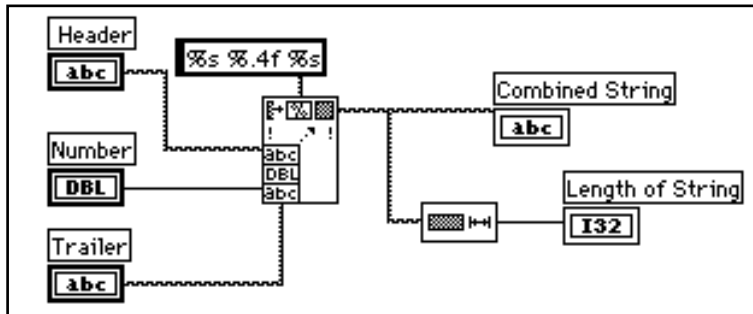 Header
abc
%s %.4f %s
Combined String
abc
% 
! !
abc
Number
DBL
DBL
abc
Length of String
I32
Trailer
abc